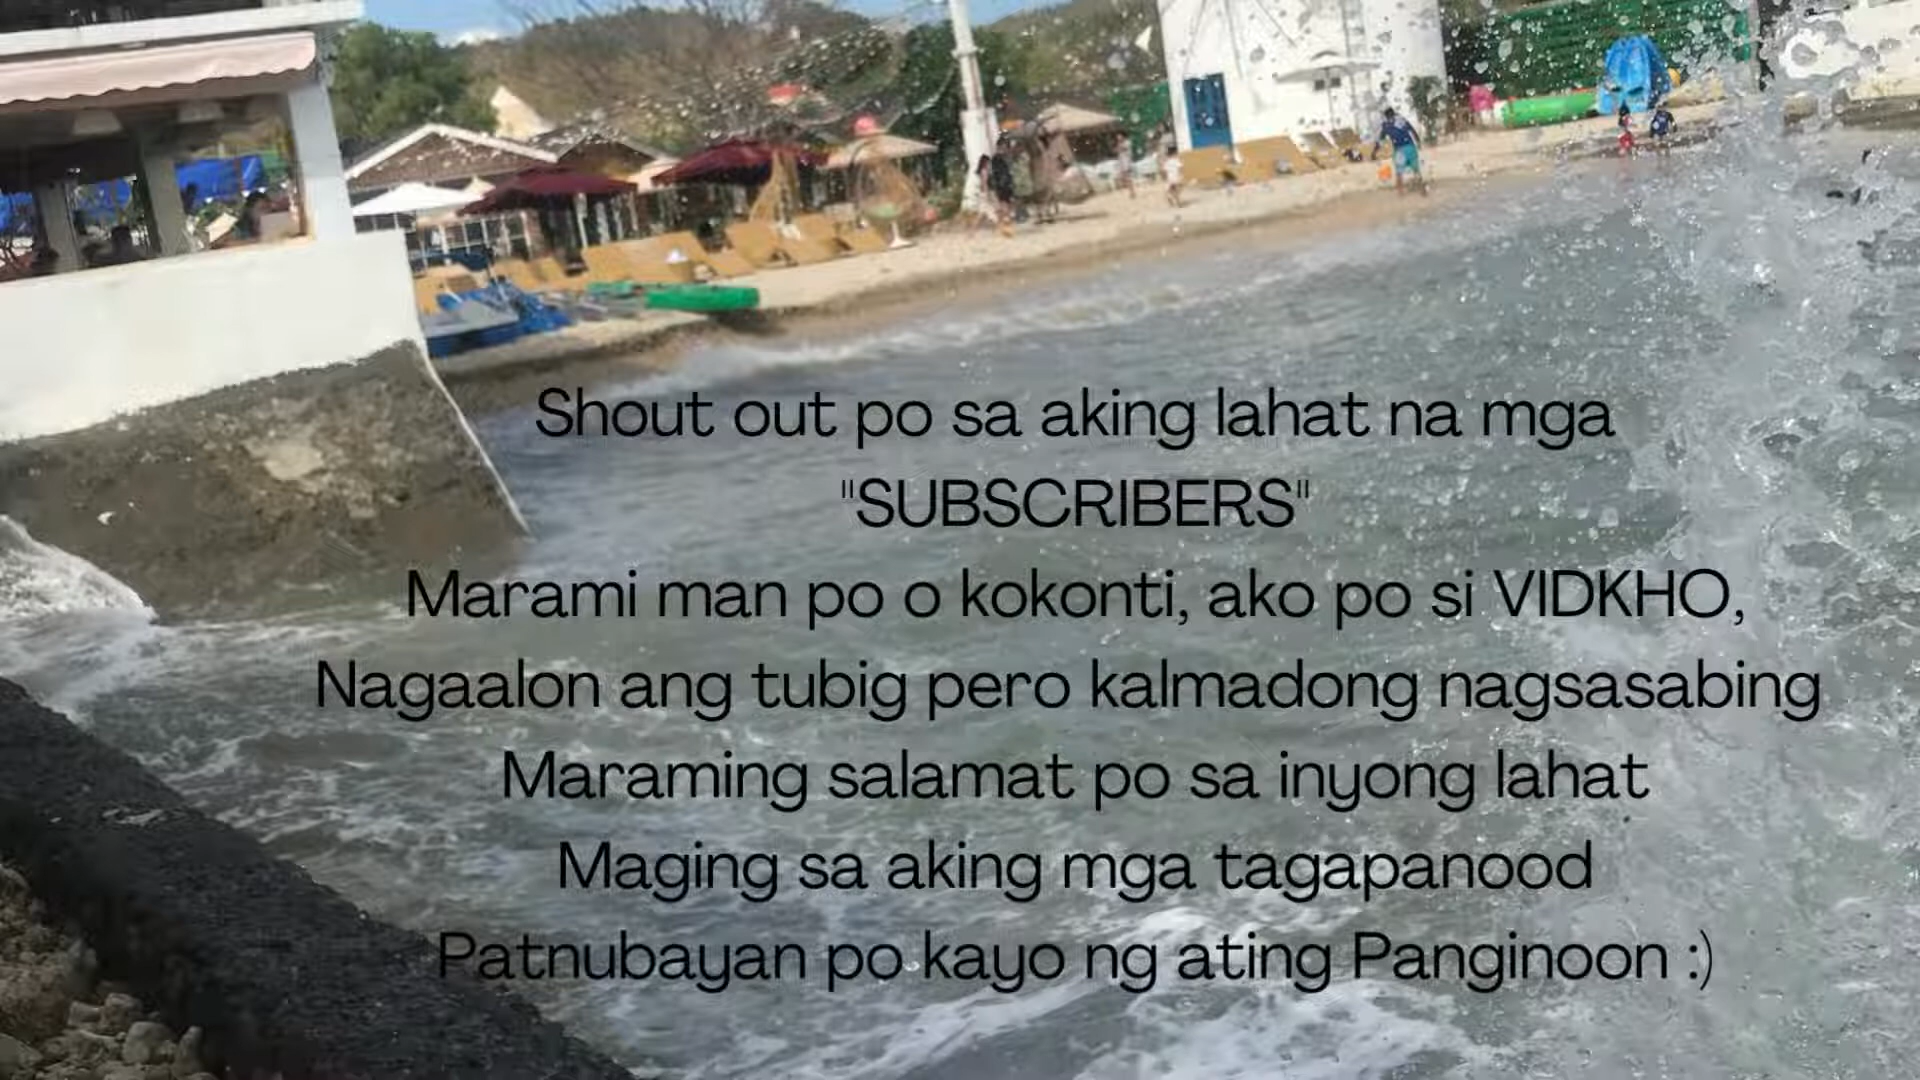 Shout out po sa aking lahat na mga
"SUBSCRIBERS"
Marami man po o kokonti, ako po si VIDKHO,
Nagaalon ang tubig pero kalmadong nagsasabing
Maraming salamat po sa inyong lahat
Maging sa aking mga tagapanood
Patnubayan po kayo ng ating Panginoon :)